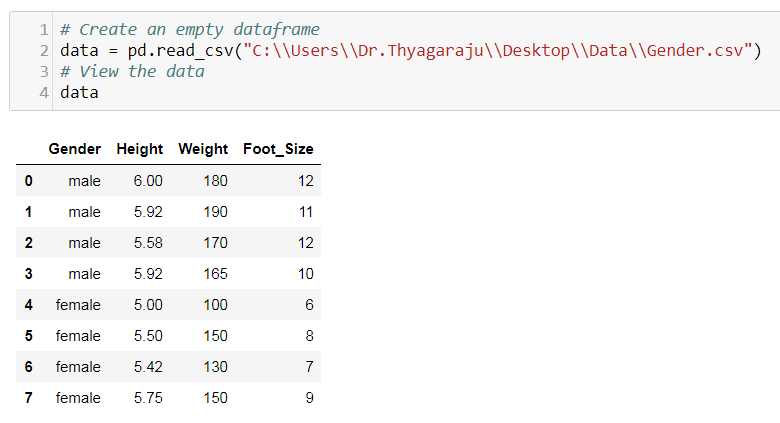 1 # Create an empty dataframe
2 data = pd.read_csv("C:\\Users\\Dr.Thyagaraju\\Desktop\\Data\\Gender.csv")
3 # View the data
4 data
Gender Height Weight Foot_Size
0 male 6.00 180 12
1 male 5.92 190 11
2 male 5.58 170 12
3 male 5.92 165 10
4 female 5.00 100 6
5 female 5.50 150 8
6 female 5.42 130 7
7 female 5.75 150 9